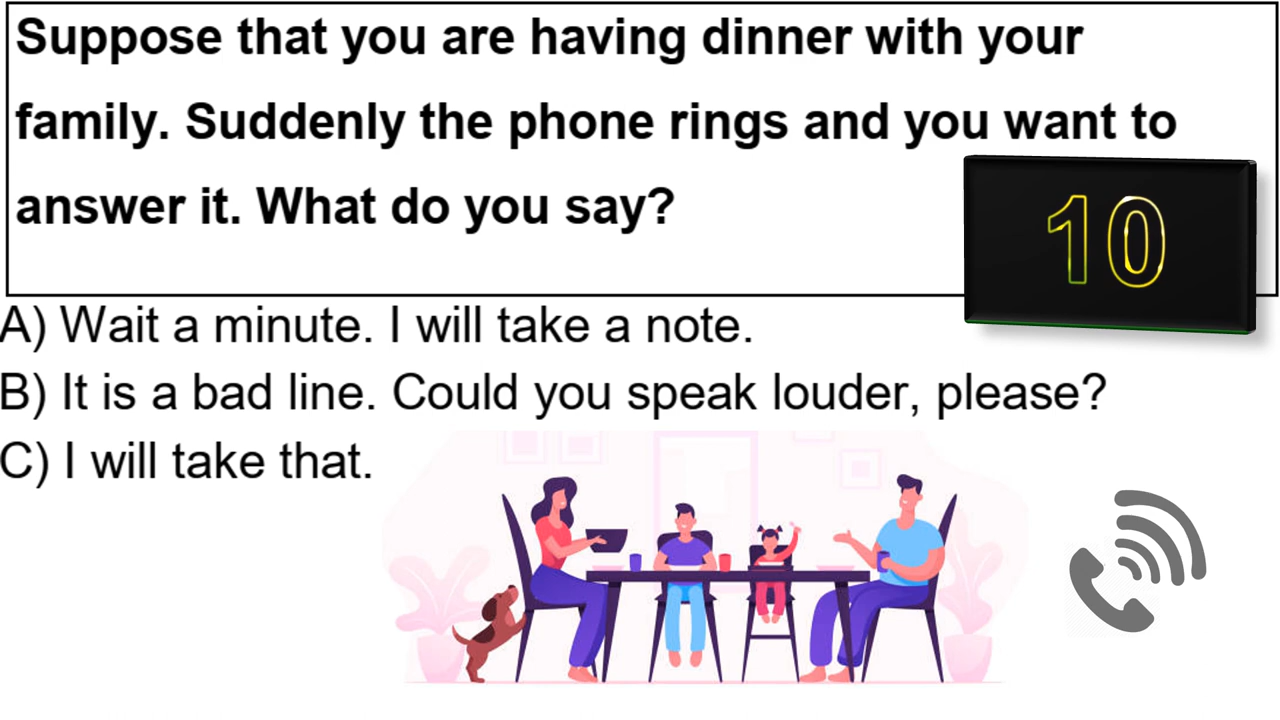 Suppose that you are having dinner with your
family. Suddenly the phone rings and you want to
answer it. What do you say?
10
A) Wait a minute. I will take a note.
B) It is a bad line. Could you speak louder, please?
C) I will take that.